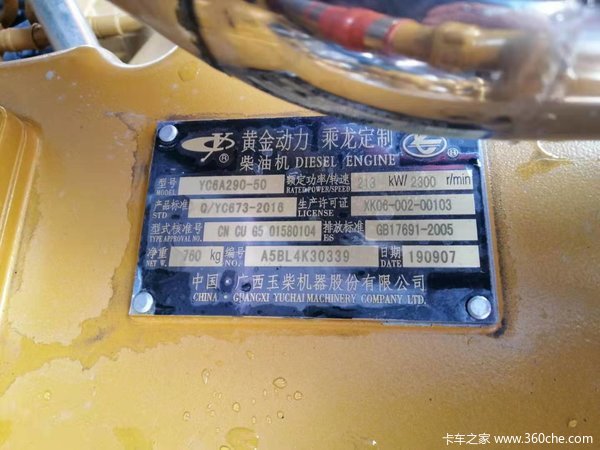 黄金动力 乘龙定制
® 柴油机 DIESEL ENGINE ®
型号 MODEL YC6A290-50 额定功率/转速 RATED POWER/SPEED 213 kW/ 2300 r/min
产品标准 STD Q/YC673-2016 生产许可证 LICENSE XK06-002-00103
型式核准号 TYPE APPROVAL NO. CN CU G5 01580104 排放标准 ES GB17691-2005
净重 NET W. 760 kg 编号 NO. A5BL4K30339 日期 DATE 190907
中国·广西玉柴机器股份有限公司
CHINA · GUANGXI YUCHAI MACHINERY COMPANY LTD.
卡车之家 www.360che.com